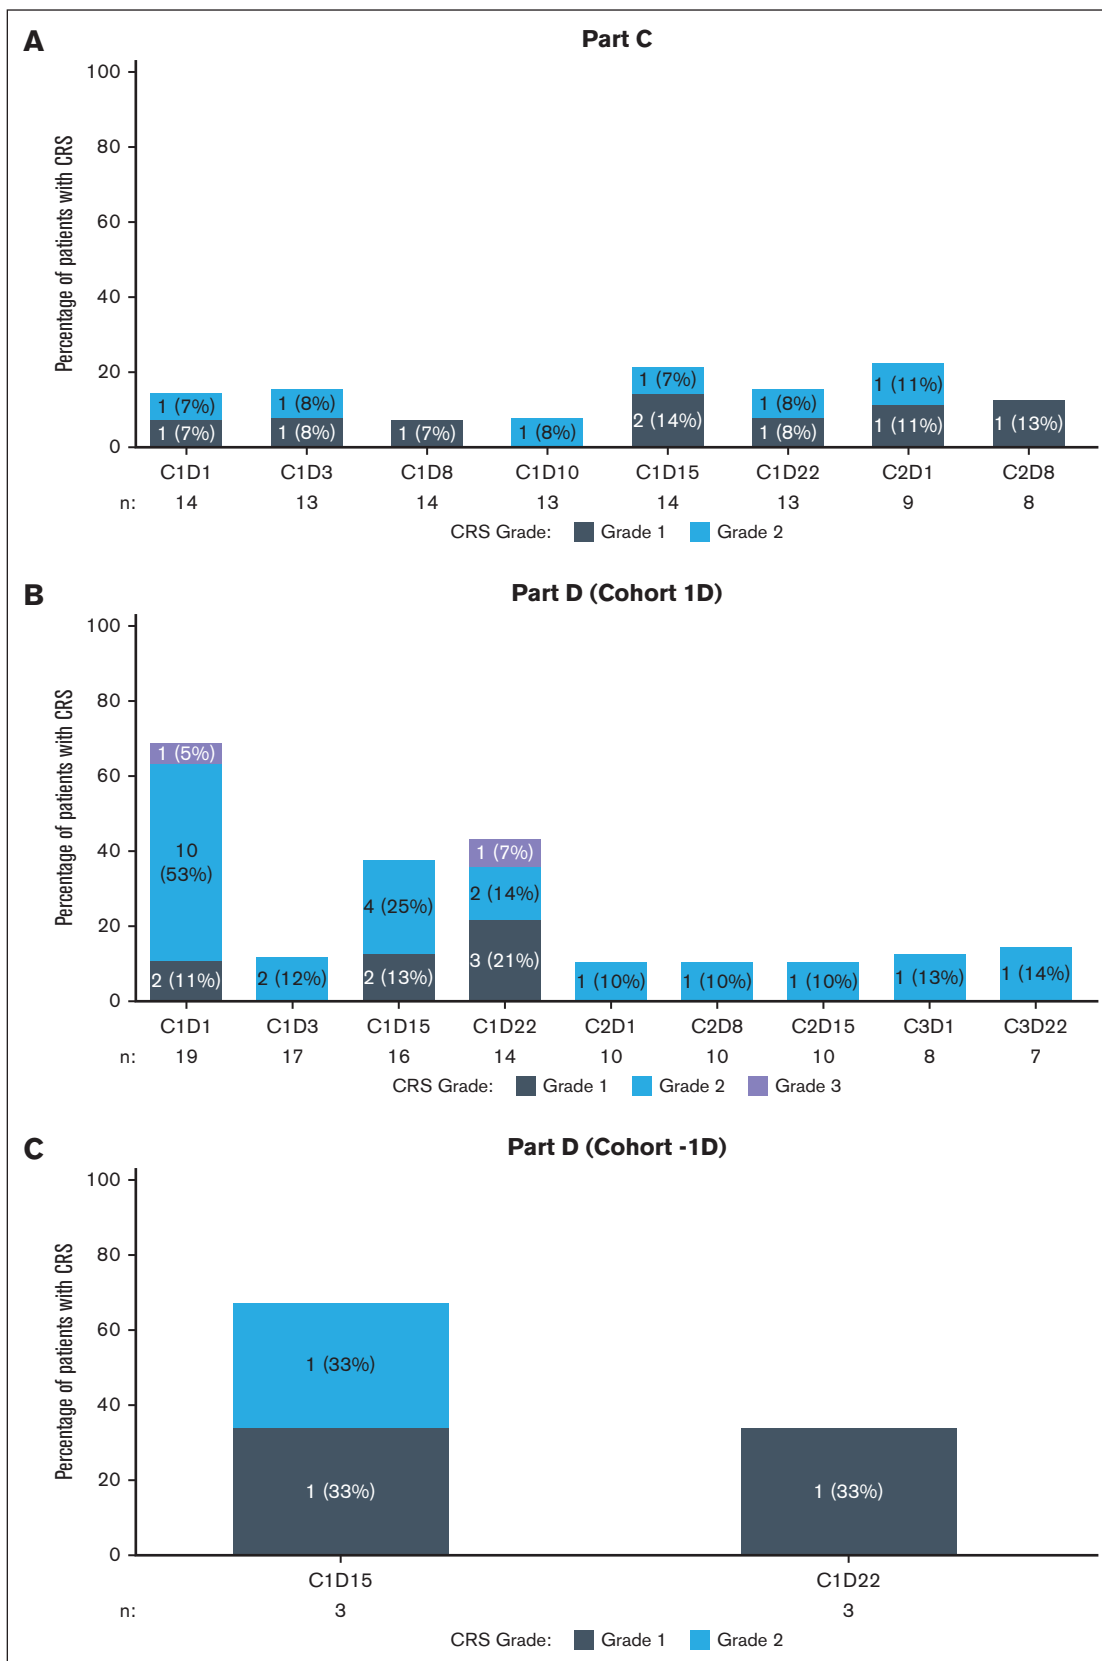 A
Part C
Percentage of patients with CRS
100
80
60
40
20
0
1 (7%) 1 (8%) 1 (7%) 1 (8%) 1 (11%)
1 (7%) 1 (8%) 1 (7%) 1 (8%) 2 (14%) 1 (8%) 1 (11%) 1 (13%)
C1D1 C1D3 C1D8 C1D10 C1D15 C1D22 C2D1 C2D8
n: 14 13 14 13 14 13 9 8
CRS Grade: Grade 1 Grade 2
B
Part D (Cohort 1D)
Percentage of patients with CRS
100
80
60
40
20
0
1 (5%)
10
(53%)
2 (11%)
2 (12%)
4 (25%)
2 (13%)
1 (7%)
2 (14%)
3 (21%)
1 (10%) 1 (10%) 1 (10%) 1 (13%) 1 (14%)
C1D1 C1D3 C1D15 C1D22 C2D1 C2D8 C2D15 C3D1 C3D22
n: 19 17 16 14 10 10 10 8 7
CRS Grade: Grade 1 Grade 2 Grade 3
C
Part D (Cohort -1D)
Percentage of patients with CRS
100
80
60
40
20
0
1 (33%)
1 (33%) 1 (33%)
C1D15 C1D22
n: 3 3
CRS Grade: Grade 1 Grade 2